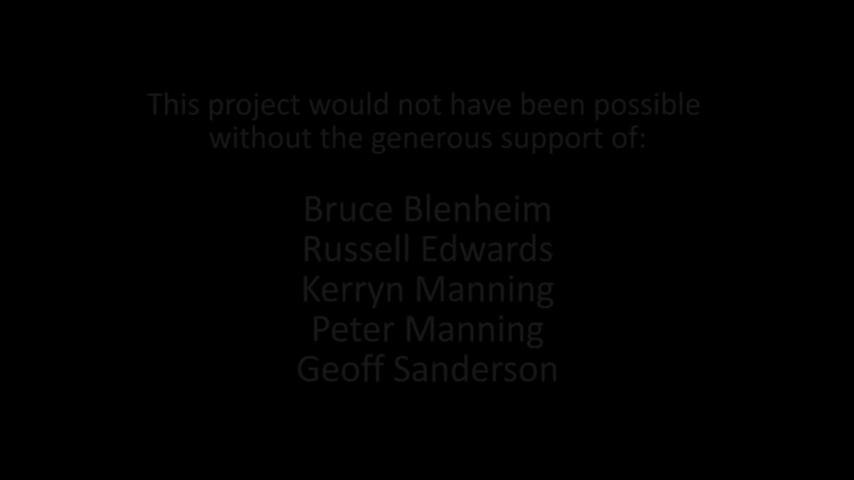 This project would not have been possible
without the generous support of:
Bruce Blenheim
Russell Edwards
Kerryn Manning
Peter Manning
Geoff Sanderson